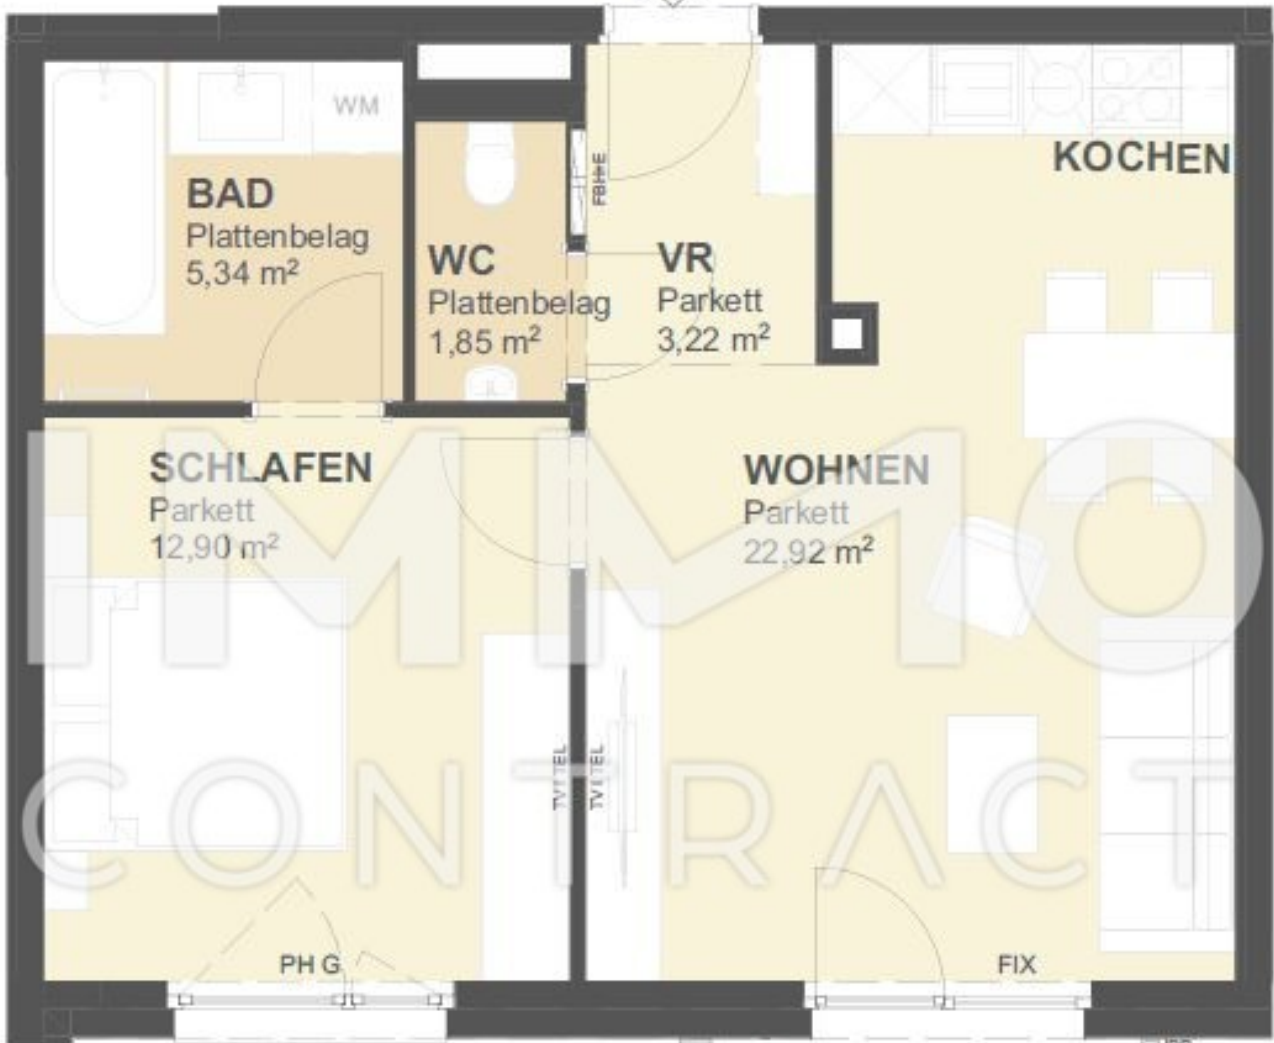 WM
KOCHEN
FBH-E
BAD
Plattenbelag
5,34 m²
WC
Plattenbelag
1,85 m²
VR
Parkett
3,22 m²
SCHLAFEN
Parkett
12,90 m²
WOHNEN
Parkett
22,92 m²
IMMO
CONTRACT
TV/TEL
TV/TEL
PH G
FIX